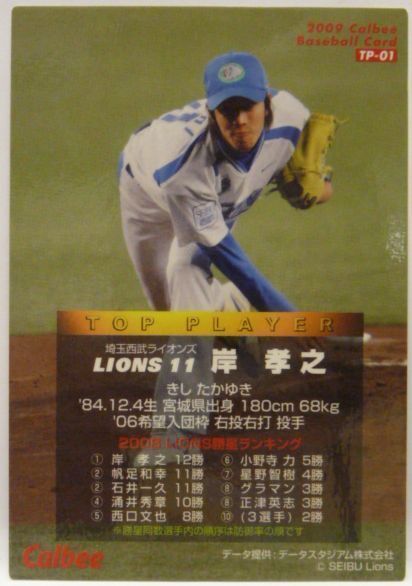 2009 Calbee
Baseball Card
TP-01
TOP PLAYER
埼玉西武ライオンズ
LIONS 11 岸 孝之
きし たかゆき
'84.12.4生 宮城県出身 180cm 68kg
'06希望入団枠 右投右打 投手
2008 LIONS勝星ランキング
① 岸 孝之 12勝 ⑥ 小野寺 力 5勝
② 帆足和幸 11勝 ⑦ 星野智樹 4勝
② 石井一久 11勝 ⑧ グラマン 3勝
④ 涌井秀章 10勝 ⑧ 正津英志 3勝
⑤ 西口文也 8勝 ⑩ (3選手) 2勝
※勝星同数選手内の順序は防御率の順です
Calbee
データ提供:データスタジアム株式会社
© SEIBU Lions